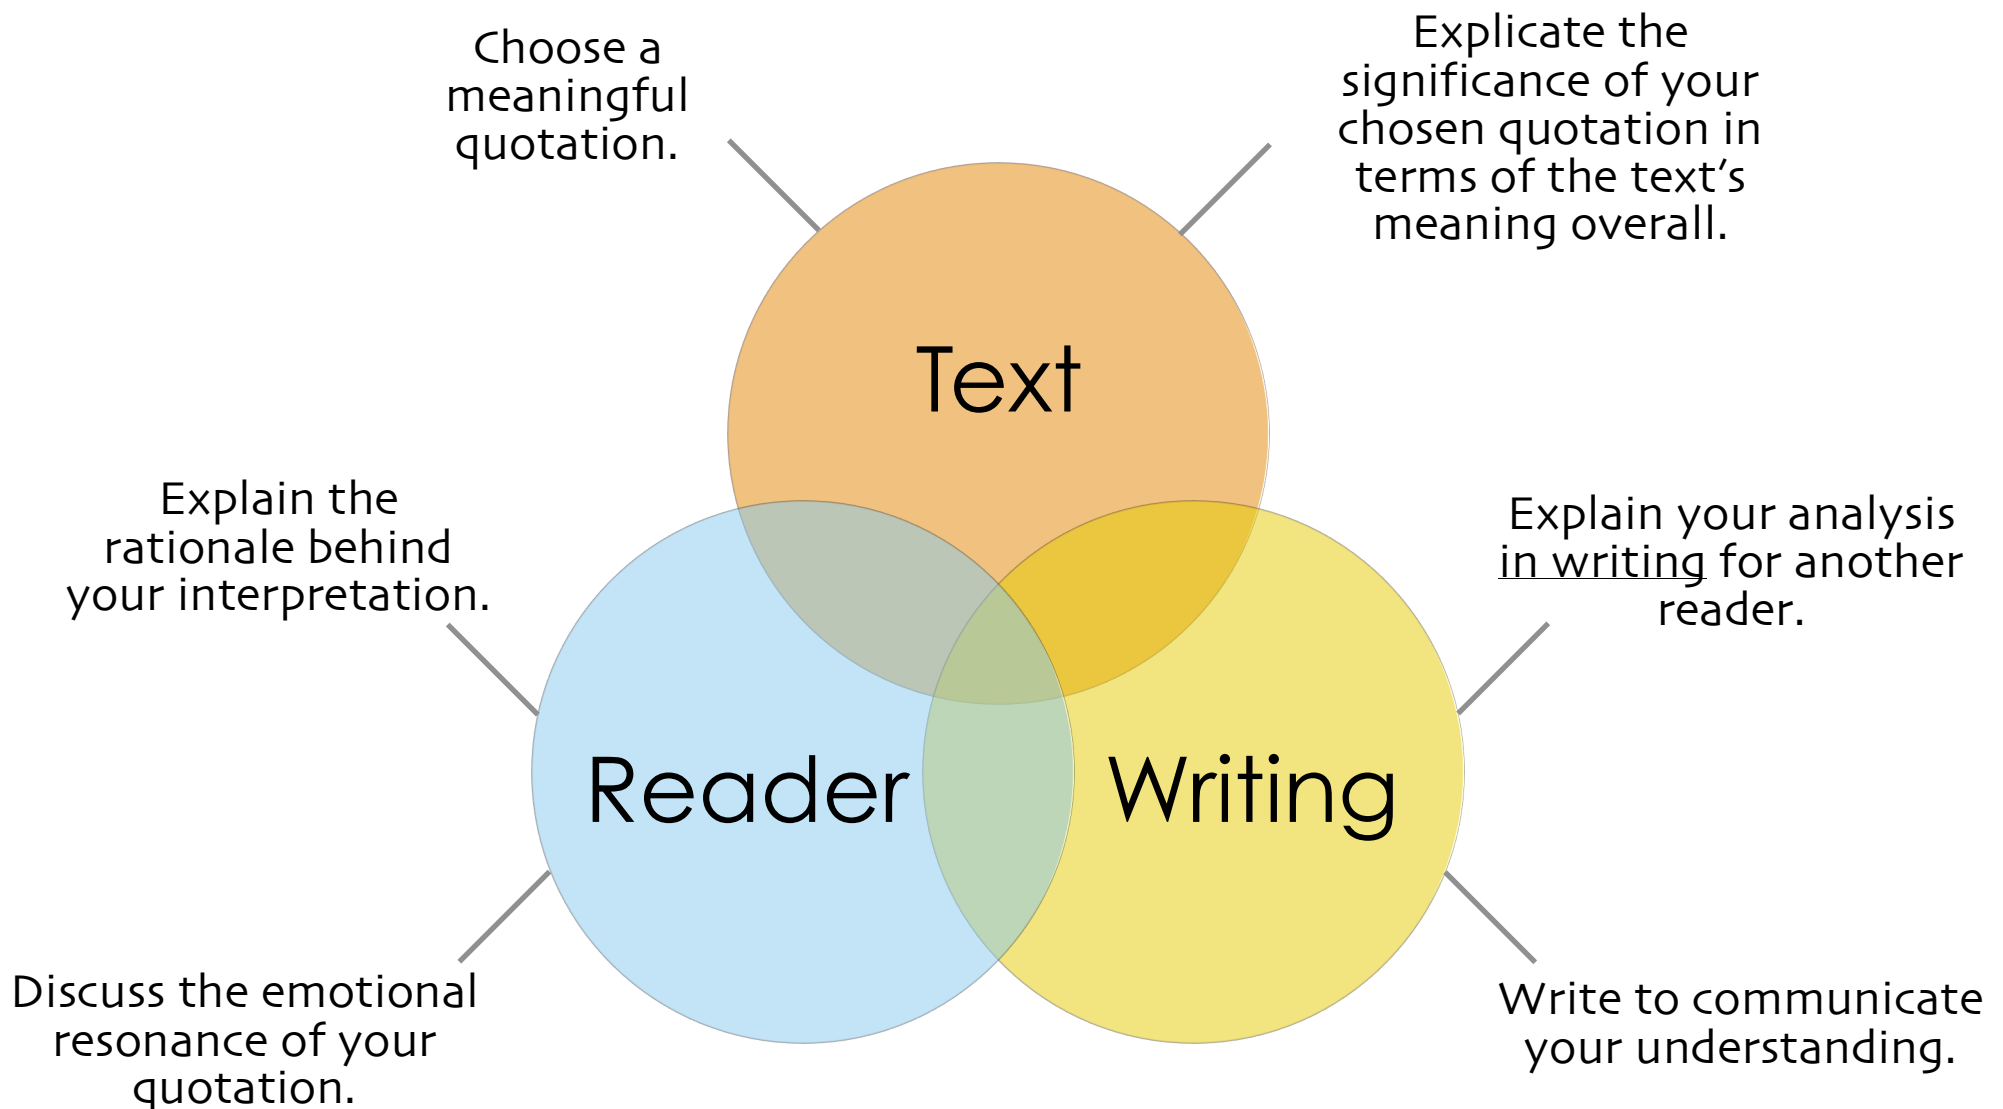 Choose a
meaningful
quotation.
Explicate the
significance of your
chosen quotation in
terms of the text’s
meaning overall.
Text
Explain the
rationale behind
your interpretation.
Explain your analysis
in writing for another
reader.
Reader
Writing
Discuss the emotional
resonance of your
quotation.
Write to communicate
your understanding.